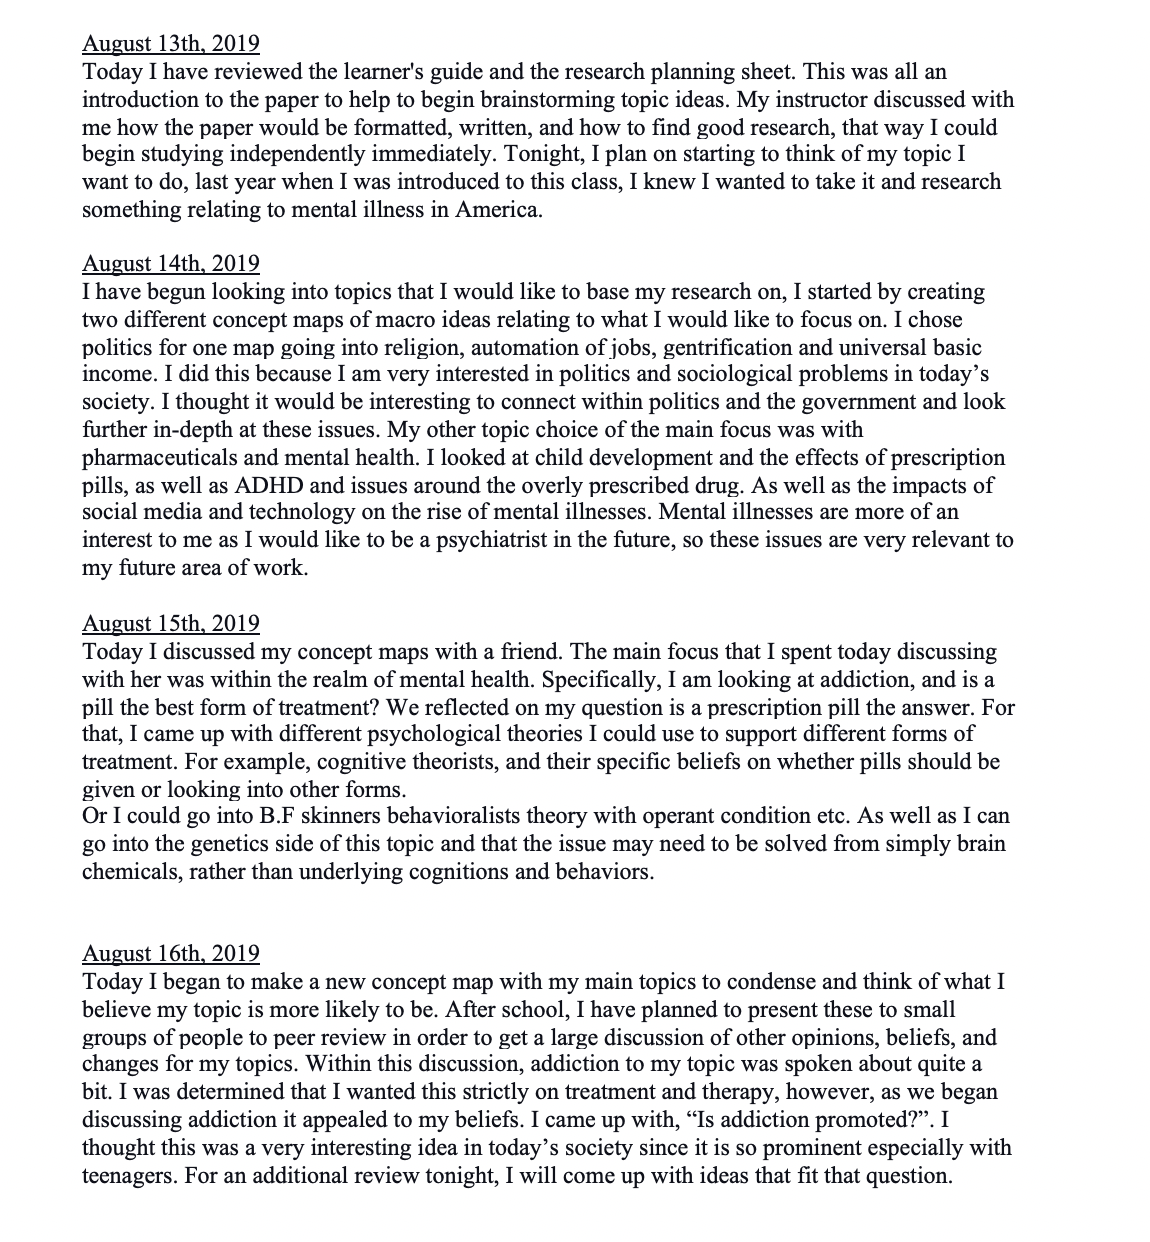 August 13th, 2019
Today I have reviewed the learner's guide and the research planning sheet. This was all an
introduction to the paper to help to begin brainstorming topic ideas. My instructor discussed with
me how the paper would be formatted, written, and how to find good research, that way I could
begin studying independently immediately. Tonight, I plan on starting to think of my topic I
want to do, last year when I was introduced to this class, I knew I wanted to take it and research
something relating to mental illness in America.
August 14th, 2019
I have begun looking into topics that I would like to base my research on, I started by creating
two different concept maps of macro ideas relating to what I would like to focus on. I chose
politics for one map going into religion, automation of jobs, gentrification and universal basic
income. I did this because I am very interested in politics and sociological problems in today’s
society. I thought it would be interesting to connect within politics and the government and look
further in-depth at these issues. My other topic choice of the main focus was with
pharmaceuticals and mental health. I looked at child development and the effects of prescription
pills, as well as ADHD and issues around the overly prescribed drug. As well as the impacts of
social media and technology on the rise of mental illnesses. Mental illnesses are more of an
interest to me as I would like to be a psychiatrist in the future, so these issues are very relevant to
my future area of work.
August 15th, 2019
Today I discussed my concept maps with a friend. The main focus that I spent today discussing
with her was within the realm of mental health. Specifically, I am looking at addiction, and is a
pill the best form of treatment? We reflected on my question is a prescription pill the answer. For
that, I came up with different psychological theories I could use to support different forms of
treatment. For example, cognitive theorists, and their specific beliefs on whether pills should be
given or looking into other forms.
Or I could go into B.F skinners behavioralists theory with operant condition etc. As well as I can
go into the genetics side of this topic and that the issue may need to be solved from simply brain
chemicals, rather than underlying cognitions and behaviors.
August 16th, 2019
Today I began to make a new concept map with my main topics to condense and think of what I
believe my topic is more likely to be. After school, I have planned to present these to small
groups of people to peer review in order to get a large discussion of other opinions, beliefs, and
changes for my topics. Within this discussion, addiction to my topic was spoken about quite a
bit. I was determined that I wanted this strictly on treatment and therapy, however, as we began
discussing addiction it appealed to my beliefs. I came up with, “Is addiction promoted?”. I
thought this was a very interesting idea in today’s society since it is so prominent especially with
teenagers. For an additional review tonight, I will come up with ideas that fit that question.